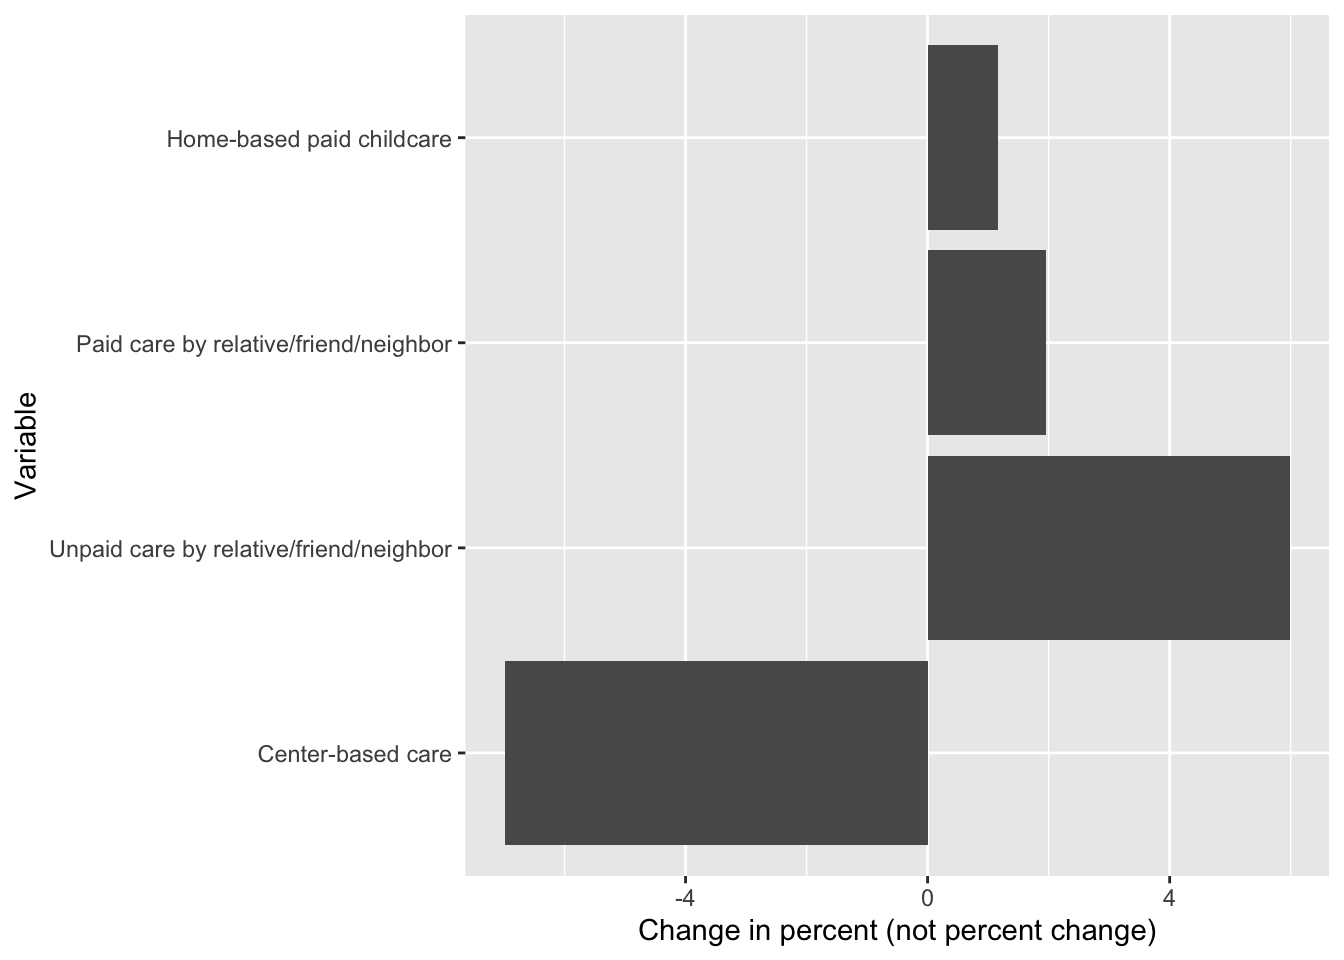 Home-based paid childcare
Paid care by relative/friend/neighbor
Unpaid care by relative/friend/neighbor
Center-based care
Variable
-4 0 4
Change in percent (not percent change)